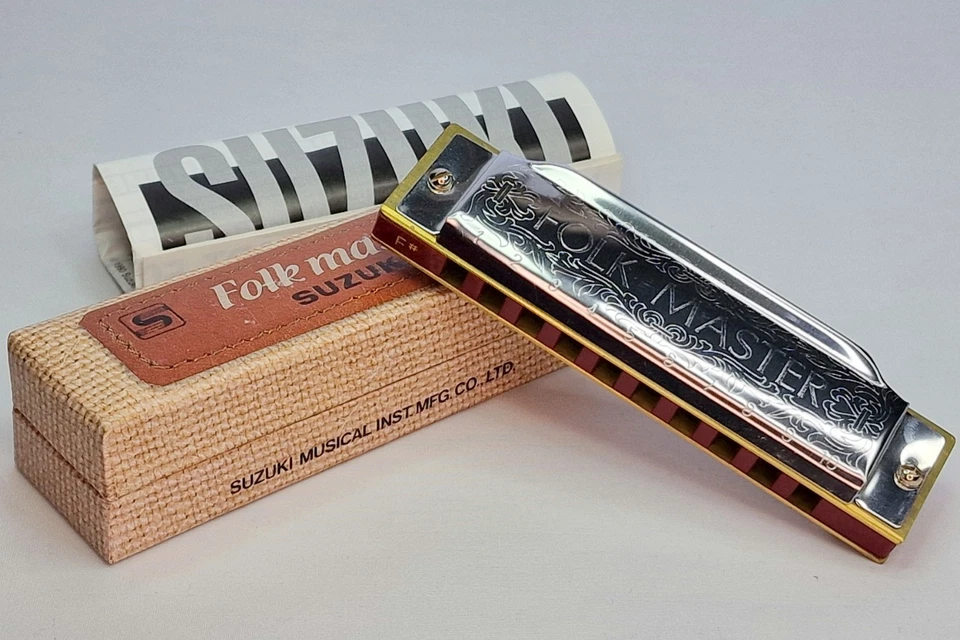 SUZUKI
Folk ma
SUZUK
S
SUZUKI MUSICAL INST. MFG. CO., LTD.
F#
FOLK MASTER